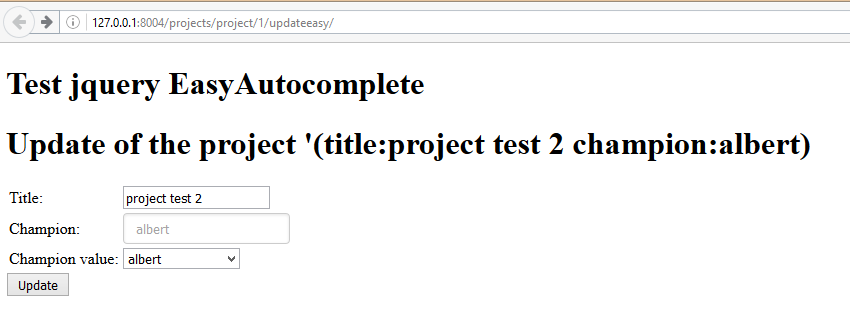 127.0.0.1:8004/projects/project/1/updateeasy/
Test jquery EasyAutocomplete
Update of the project '(title:project test 2 champion:albert)
Title: project test 2
Champion: albert
Champion value: albert
Update